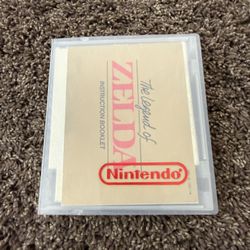 The Legend of
ZELDA
INSTRUCTION BOOKLET
Nintendo